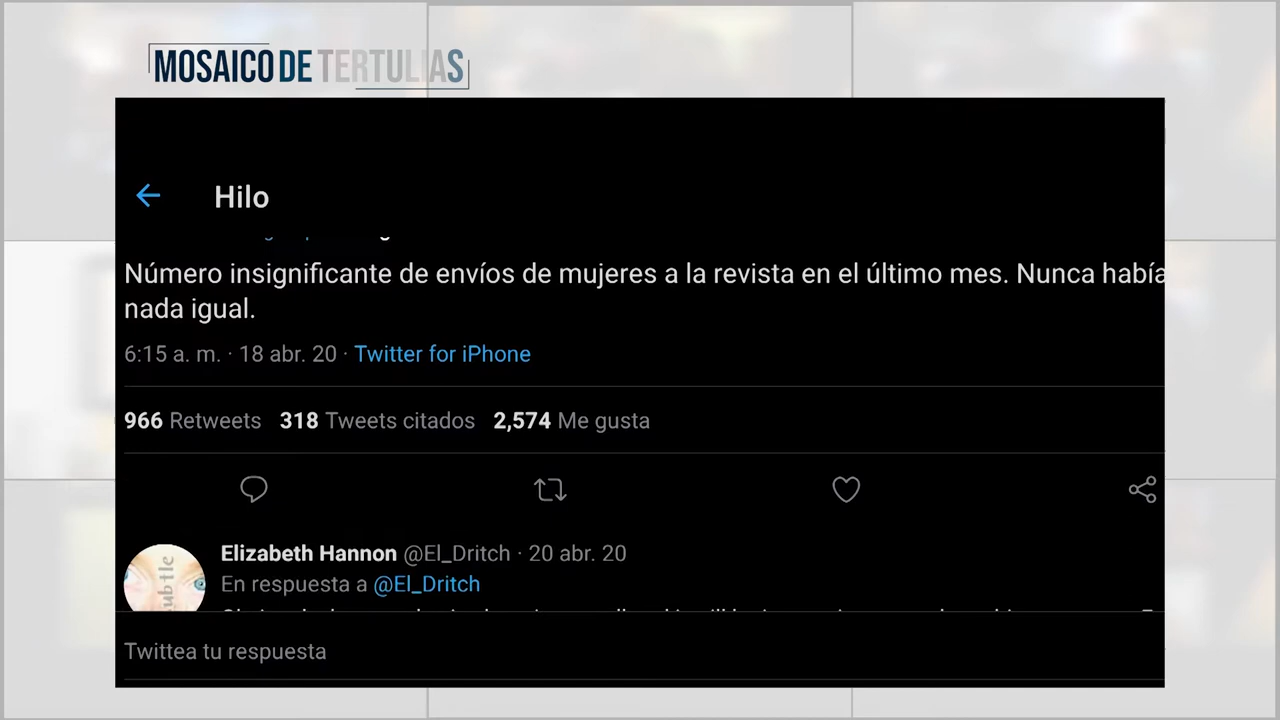 MOSAICO DE TERTULIAS
Hilo
Número insignificante de envíos de mujeres a la revista en el último mes. Nunca había
nada igual.
6:15 a. m. · 18 abr. 20 · Twitter for iPhone
966 Retweets 318 Tweets citados 2,574 Me gusta
Elizabeth Hannon @El_Dritch · 20 abr. 20
En respuesta a @El_Dritch
Twittea tu respuesta